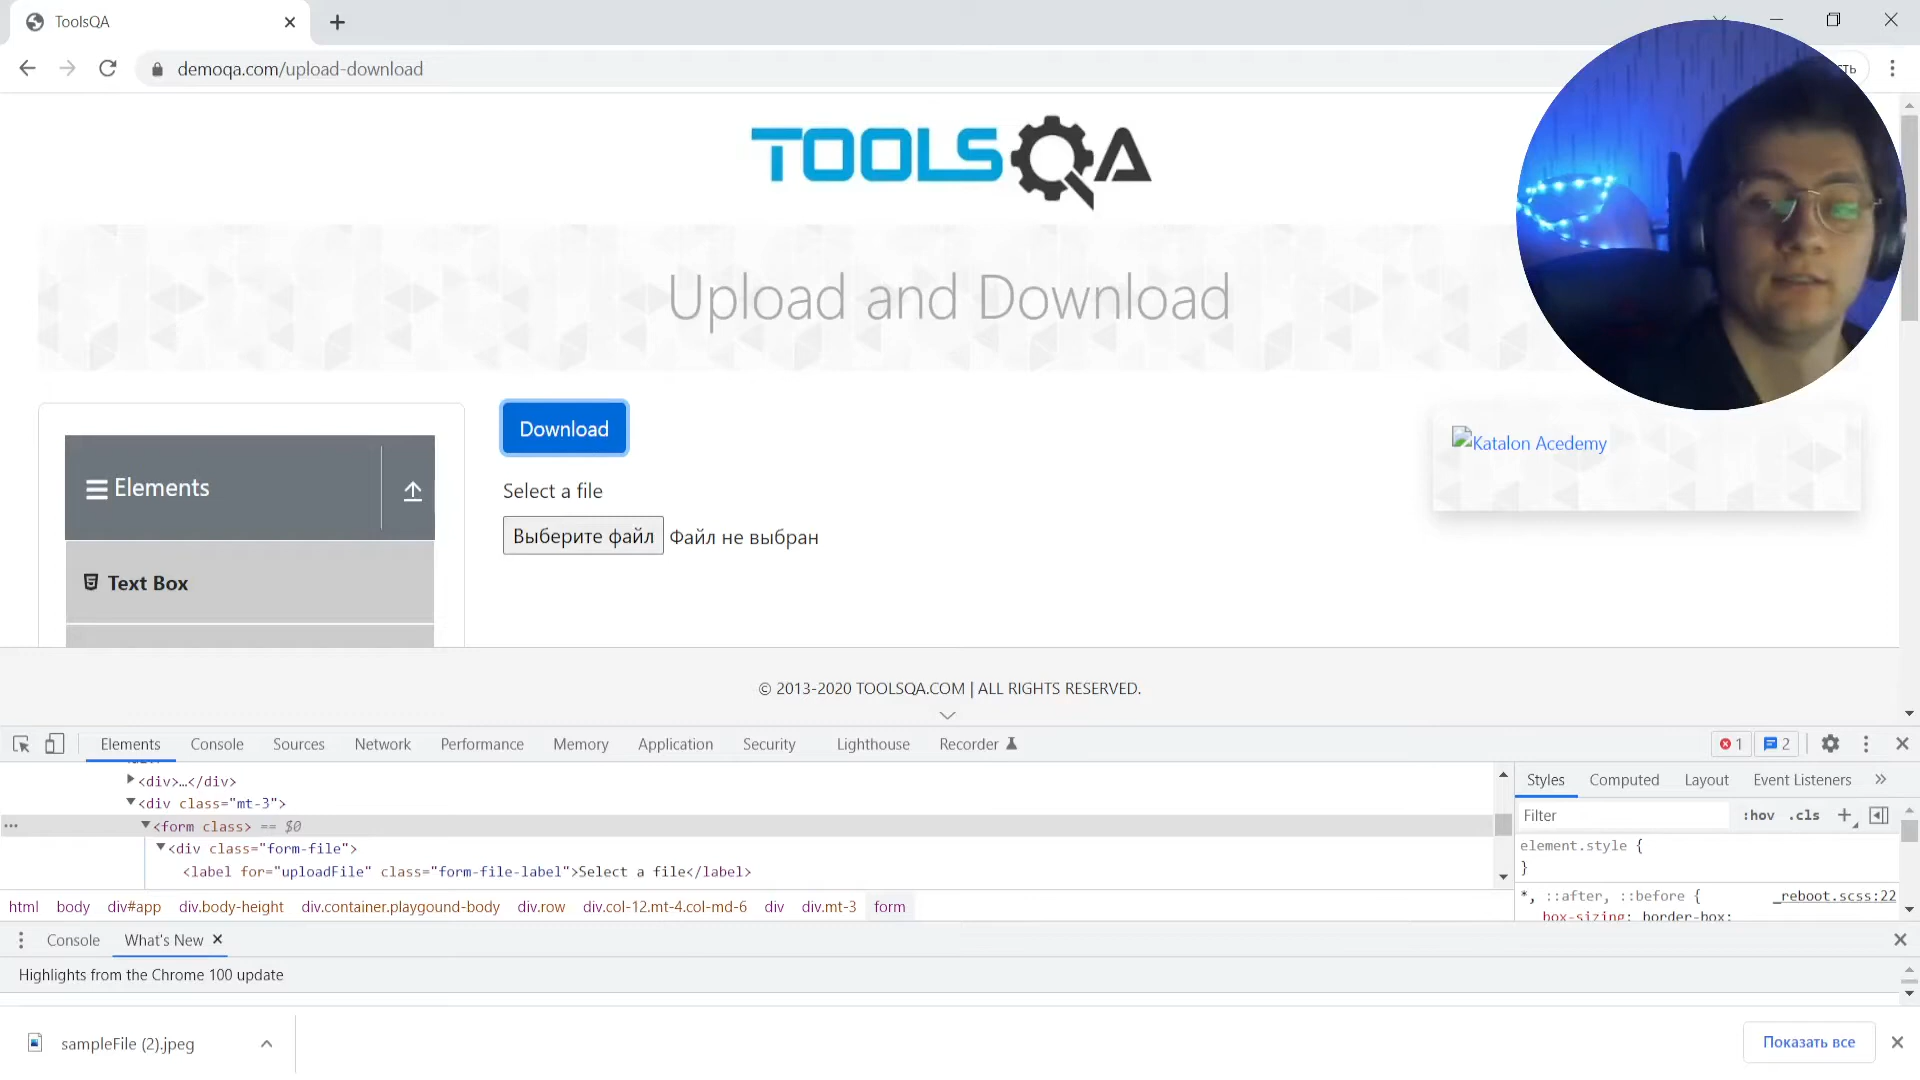 ToolsQA
demoqa.com/upload-download
ть
TOOLSQA
Upload and Download
Download
Elements
Select a file
Выберите файл Файл не выбран
Text Box
Katalon Acedemy
© 2013-2020 TOOLSQA.COM | ALL RIGHTS RESERVED.
Elements Console Sources Network Performance Memory Application Security Lighthouse Recorder 1 2
<div>…</div>
<div class="mt-3">
<form class> == $0
<div class="form-file">
<label for="uploadFile" class="form-file-label">Select a file</label>
html body div#app div.body-height div.container.playgound-body div.row div.col-12.mt-4.col-md-6 div div.mt-3 form
Styles Computed Layout Event Listeners »
Filter :hov .cls +
element.style {
}
*, ::after, ::before { _reboot.scss:22
box-sizing: border-box;
Console What's New
Highlights from the Chrome 100 update
sampleFile (2).jpeg
Показать все